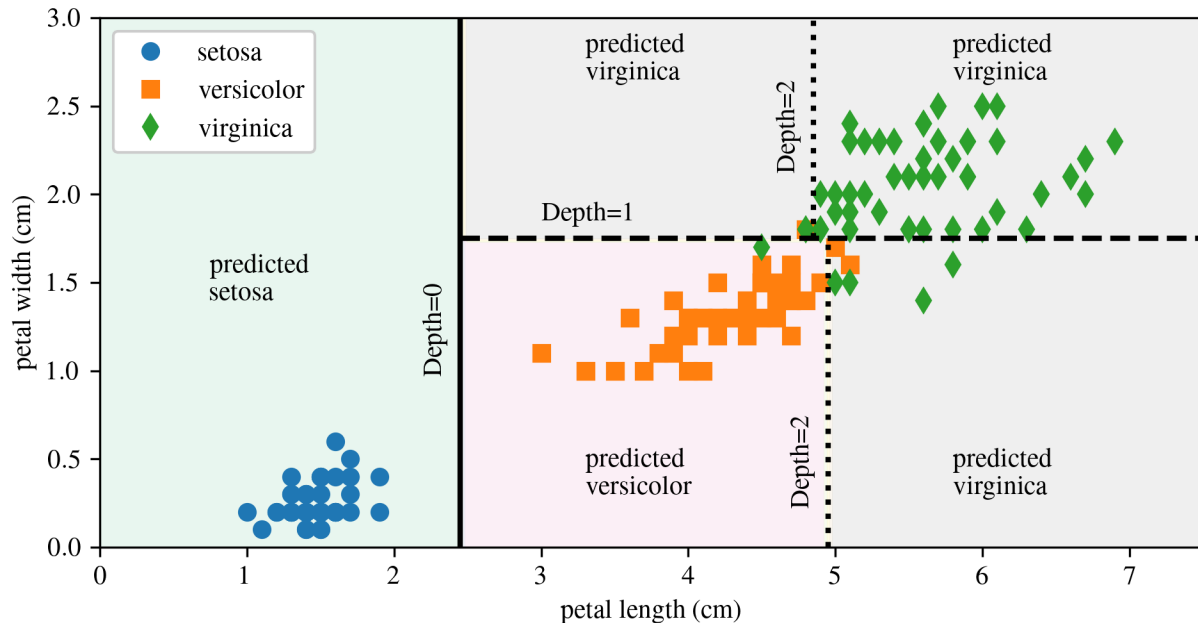 3.0
2.5
2.0
1.5
1.0
0.5
0.0
petal width (cm)
setosa
versicolor
virginica
predicted
setosa
Depth=0
predicted
virginica
Depth=2
predicted
virginica
Depth=1
predicted
versicolor
Depth=2
predicted
virginica
0
1
2
3
4
5
6
7
petal length (cm)